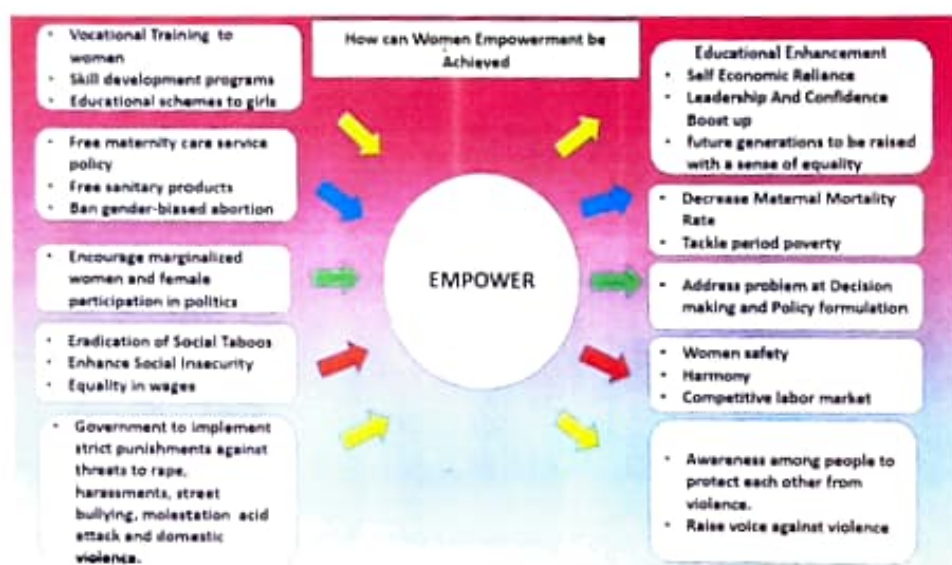 How can Women Empowerment be
Achieved
• Vocational Training to
women
• Skill development programs
• Educational schemes to girls
• Free maternity care service
policy
• Free sanitary products
• Ban gender-biased abortion
• Encourage marginalized
women and female
participation in politics
• Eradication of Social Taboos
• Enhance Social Insecurity
• Equality in wages
• Government to implement
strict punishments against
threats to rape,
harassments, street
bullying, molestation acid
attack and domestic
violence.
EMPOWER
Educational Enhancement
• Self Economic Reliance
• Leadership And Confidence
Boost up
• future generations to be raised
with a sense of equality
• Decrease Maternal Mortality
Rate
• Tackle period poverty
• Address problem at Decision
making and Policy formulation
• Women safety
• Harmony
• Competitive labor market
• Awareness among people to
protect each other from
violence.
• Raise voice against violence